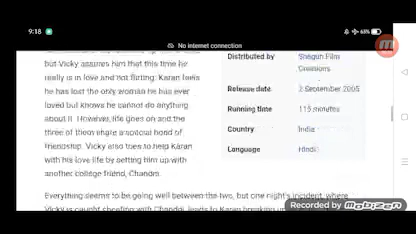 9:18
63%
No internet connection
but Vicky assures him that this time he
really is in love and not flirting. Karan feels
he has lost the only woman he has ever
loved but knows he cannot do anything
about it. However, life goes on and the
three of them share a mutual bond of
friendship. Vicky also tries to help Karan
with his love life by setting him up with
another college friend, Chandni.
Everything seems to be going well between the two, but one night's incident, where
Vicky is caught cheating with Chandni, leads to Karan breaking up
Distributed by Shagun Film
Creations
Release date 2 September 2005
Running time 115 minutes
Country India
Language Hindi
Recorded by Mobizen